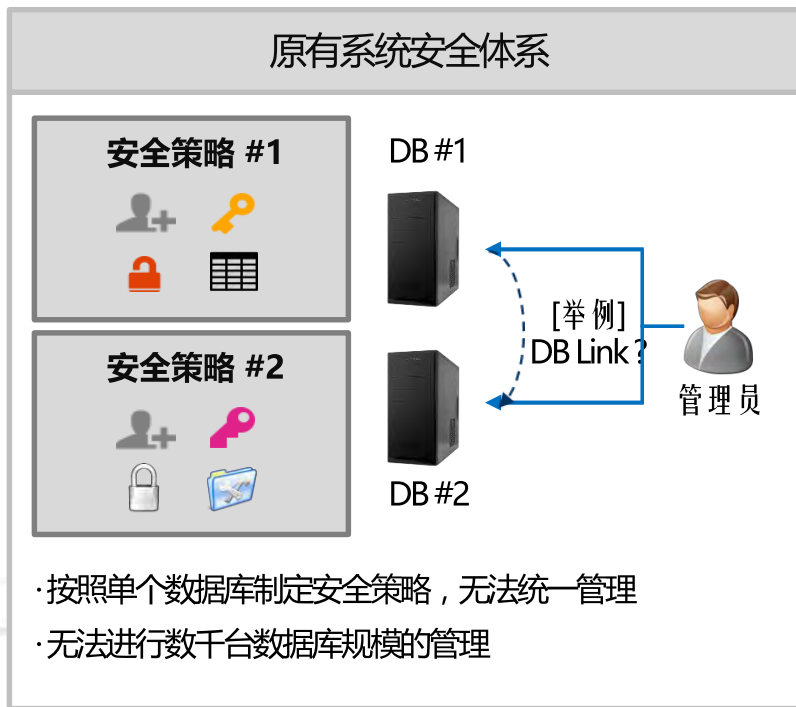 原有系统安全体系
安全策略 #1
DB #1
安全策略 #2
DB #2
[举例]
DB Link？
管理员
·按照单个数据库制定安全策略，无法统一管理
·无法进行数千台数据库规模的管理